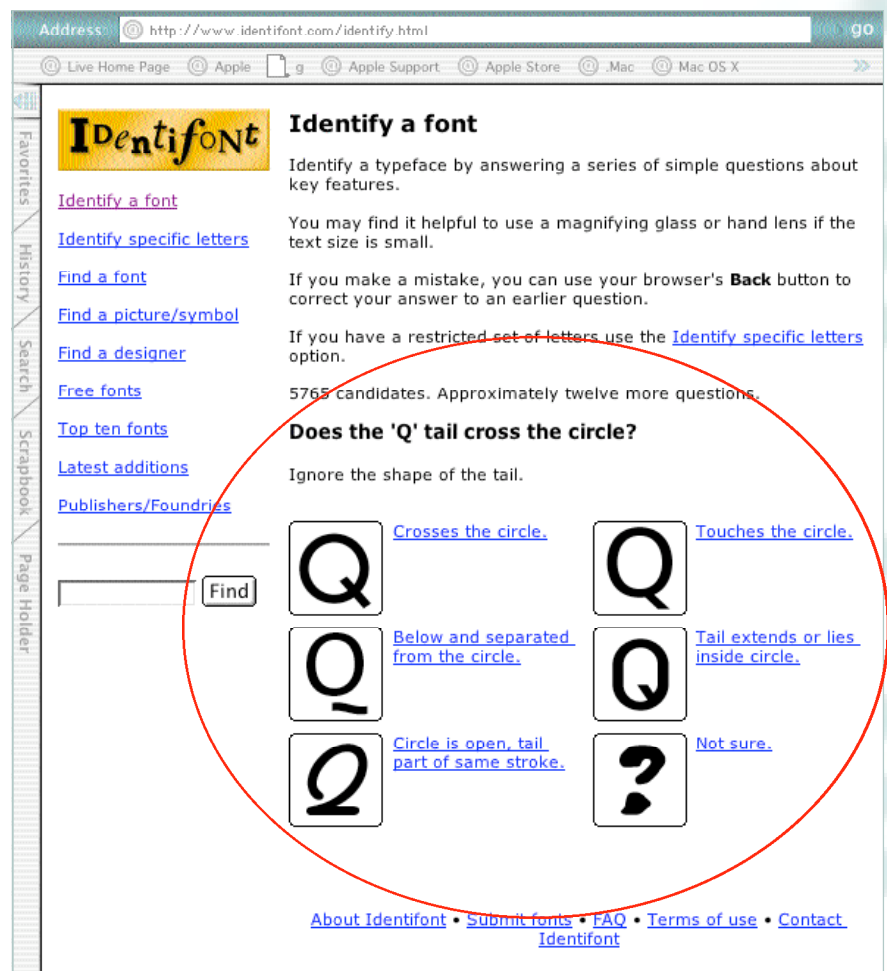 Address: http://www.identifont.com/identify.html go
Live Home Page Apple g Apple Support Apple Store .Mac Mac OS X »
Favorites
History
Search
Scrapbook
Page Holder
IDentifoNt
Identify a font
Identify specific letters
Find a font
Find a picture/symbol
Find a designer
Free fonts
Top ten fonts
Latest additions
Publishers/Foundries
Find
Identify a font
Identify a typeface by answering a series of simple questions about
key features.
You may find it helpful to use a magnifying glass or hand lens if the
text size is small.
If you make a mistake, you can use your browser's Back button to
correct your answer to an earlier question.
If you have a restricted set of letters use the Identify specific letters
option.
5765 candidates. Approximately twelve more questions.
Does the 'Q' tail cross the circle?
Ignore the shape of the tail.
Q Crosses the circle.
Q Touches the circle.
Q Below and separated
from the circle.
Q Tail extends or lies
inside circle.
Q Circle is open, tail
part of same stroke.
? Not sure.
About Identifont • Submit fonts • FAQ • Terms of use • Contact
Identifont